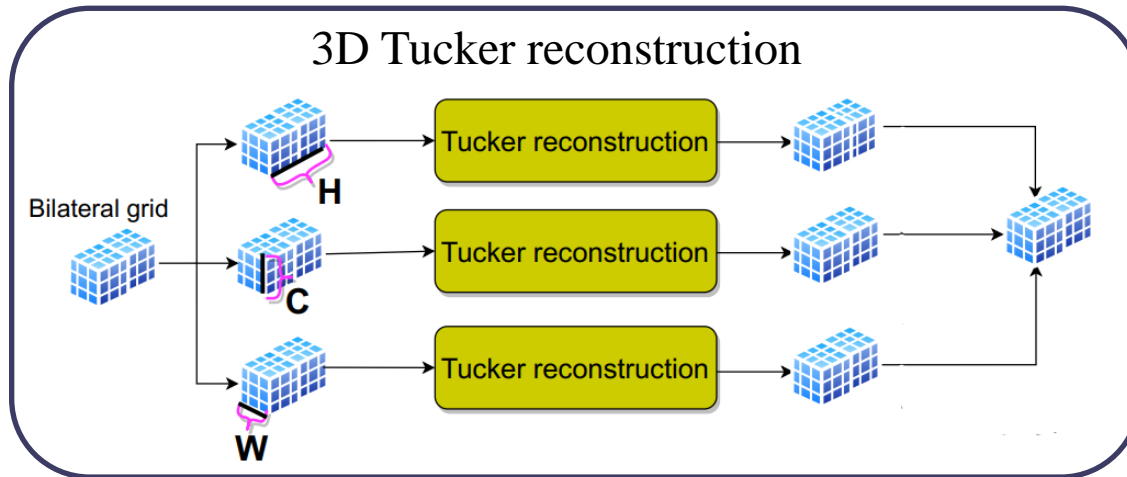 3D Tucker reconstruction
Tucker reconstruction
H
Bilateral grid
Tucker reconstruction
C
Tucker reconstruction
W